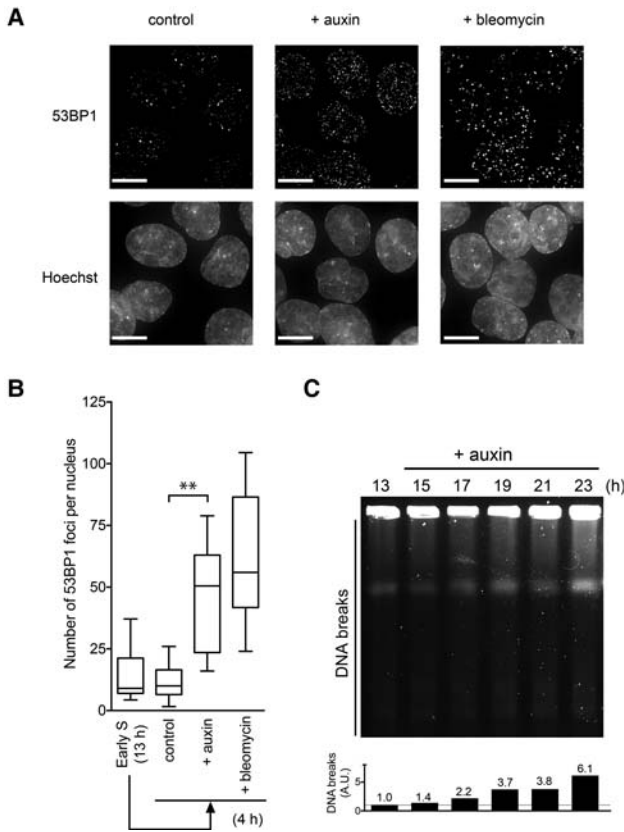 A
control
+ auxin
+ bleomycin
53BP1
Hoechst
B
Number of 53BP1 foci per nucleus
125
100
75
50
25
0
**
Early S
(13 h)
control
+ auxin
+ bleomycin
(4 h)
C
+ auxin
13 15 17 19 21 23 (h)
DNA breaks
DNA breaks
(A.U.)
5
1.0 1.4 2.2 3.7 3.8 6.1